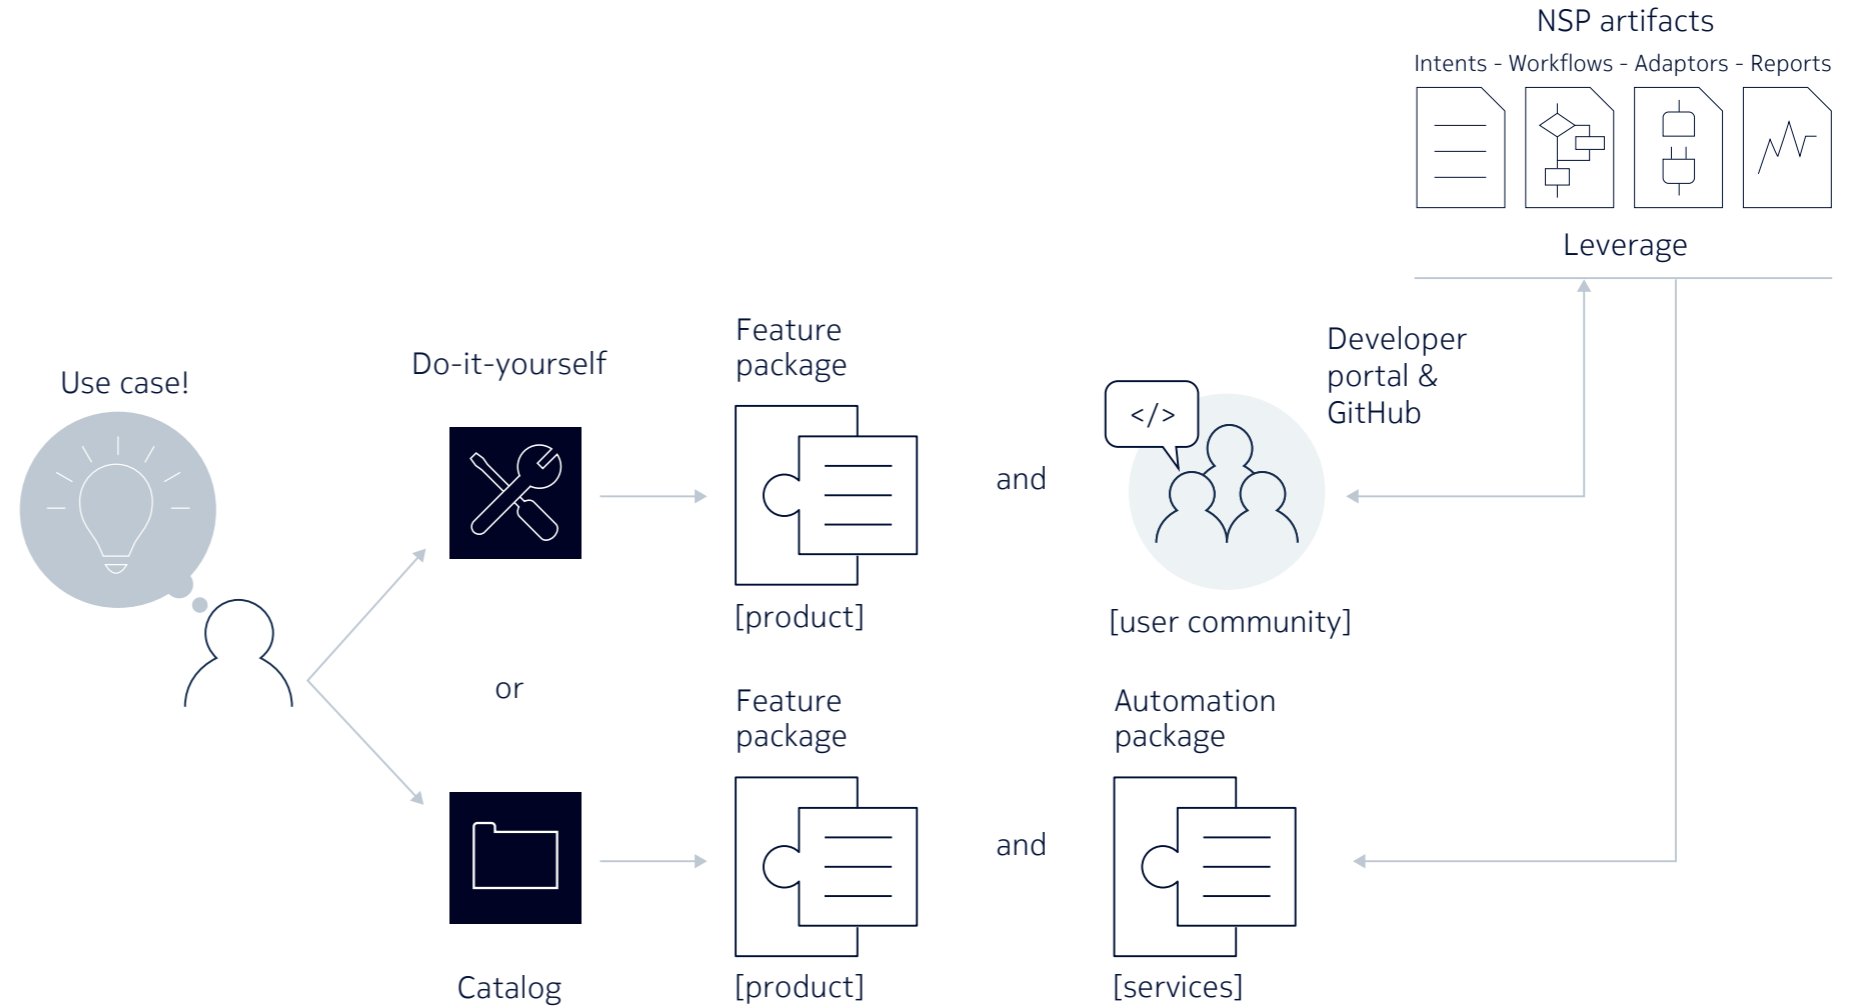 NSP artifacts
Intents - Workflows - Adaptors - Reports
Leverage
Use case!
Do-it-yourself
Feature
package
[product]
and
</>
[user community]
Developer
portal &
GitHub
or
Catalog
Feature
package
[product]
and
Automation
package
[services]